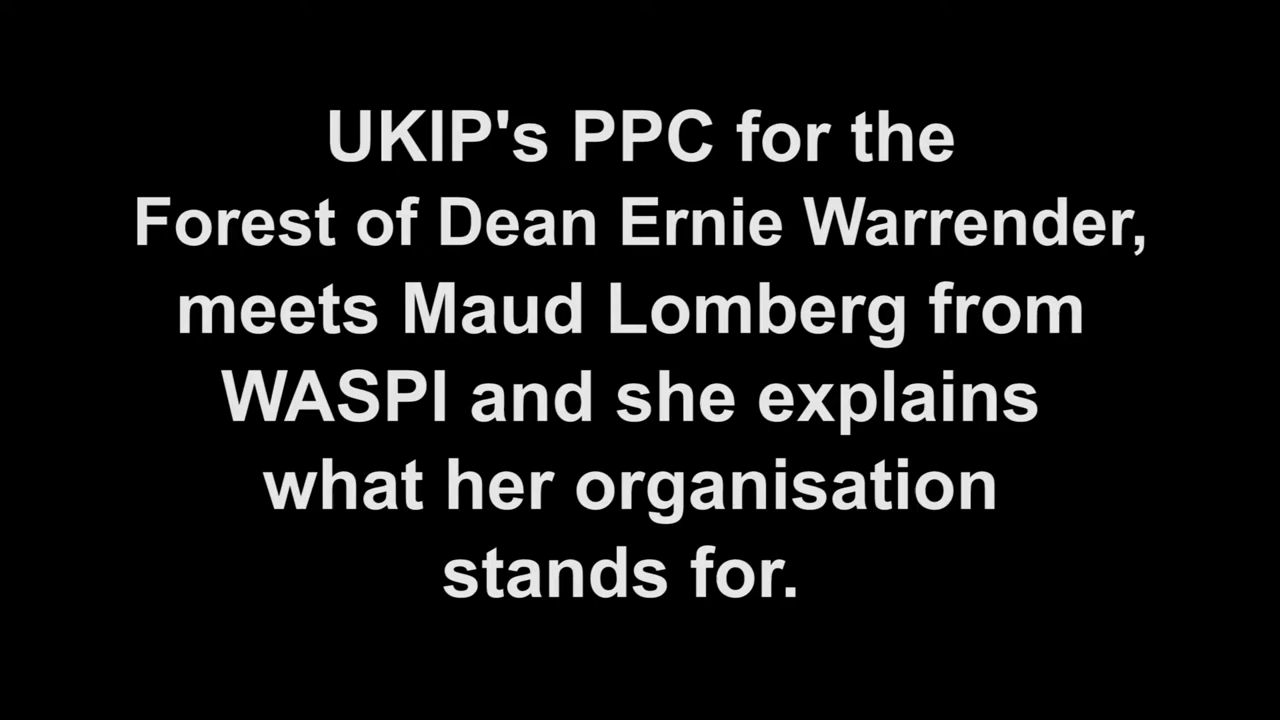 UKIP's PPC for the
Forest of Dean Ernie Warrender,
meets Maud Lomberg from
WASPI and she explains
what her organisation
stands for.